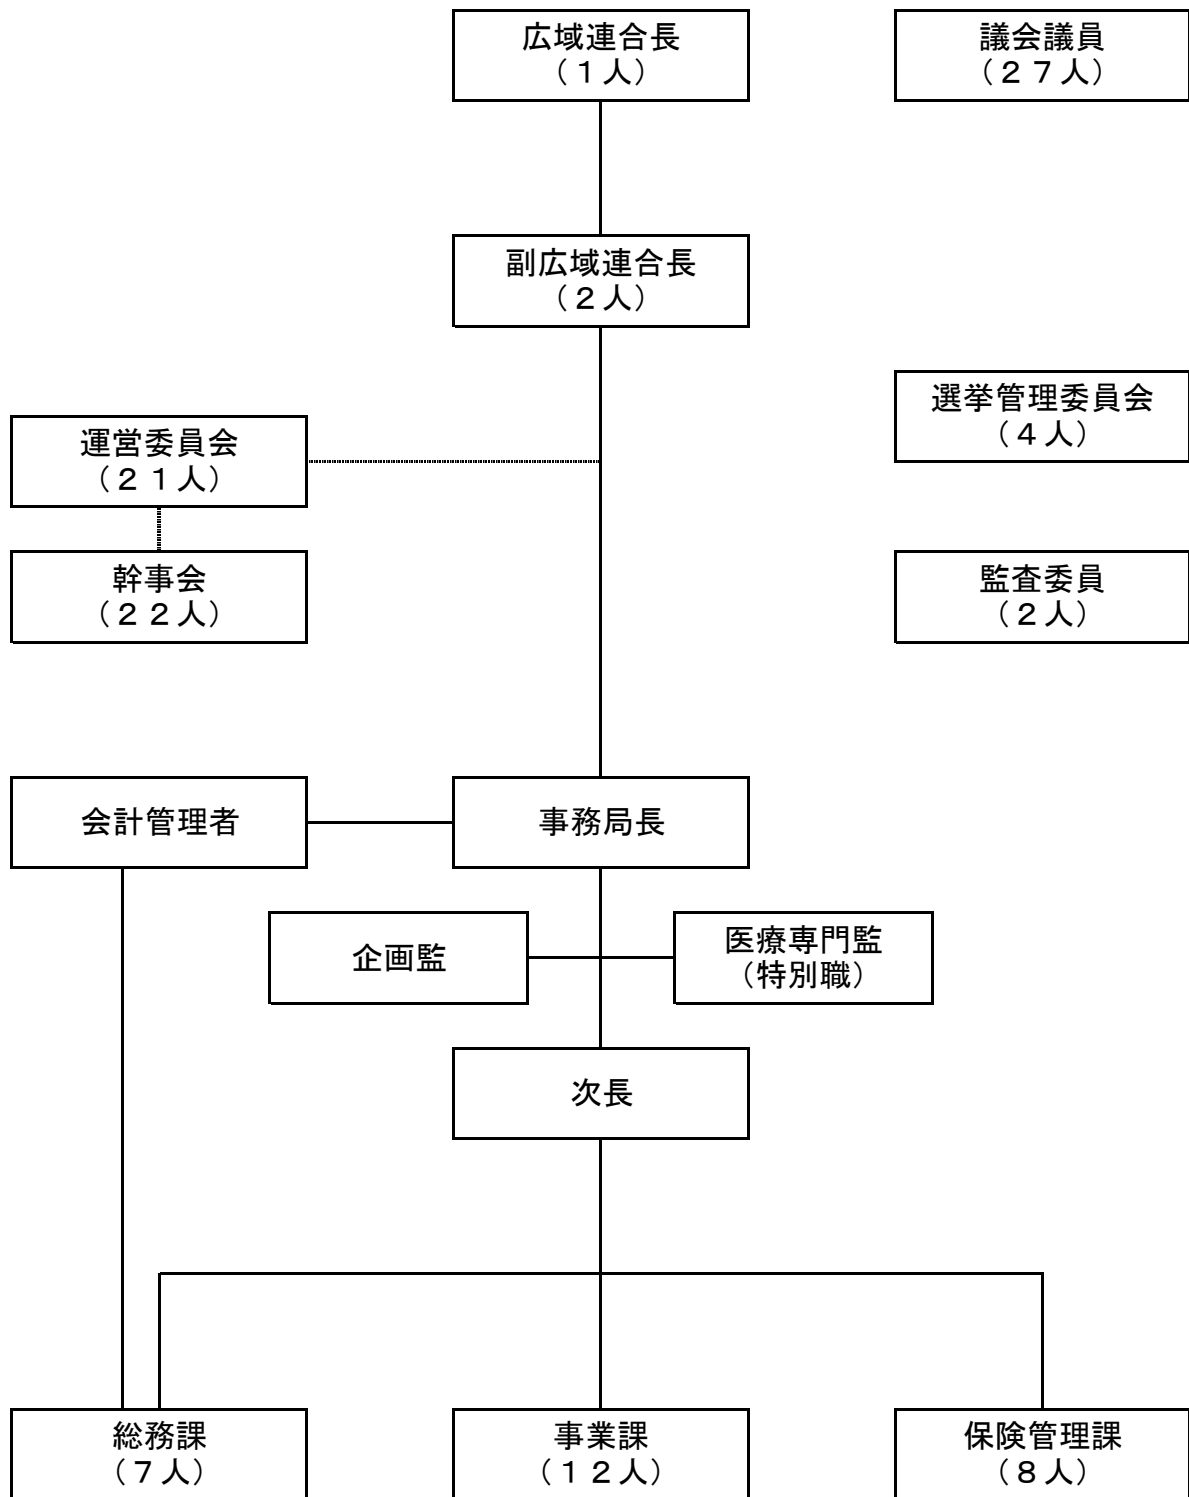 広域連合長
（１人）
議会議員
（２７人）
副広域連合長
（２人）
選挙管理委員会
（４人）
運営委員会
（２１人）
幹事会
（２２人）
監査委員
（２人）
会計管理者
事務局長
企画監
医療専門監
（特別職）
次長
総務課
（７人）
事業課
（１２人）
保険管理課
（８人）